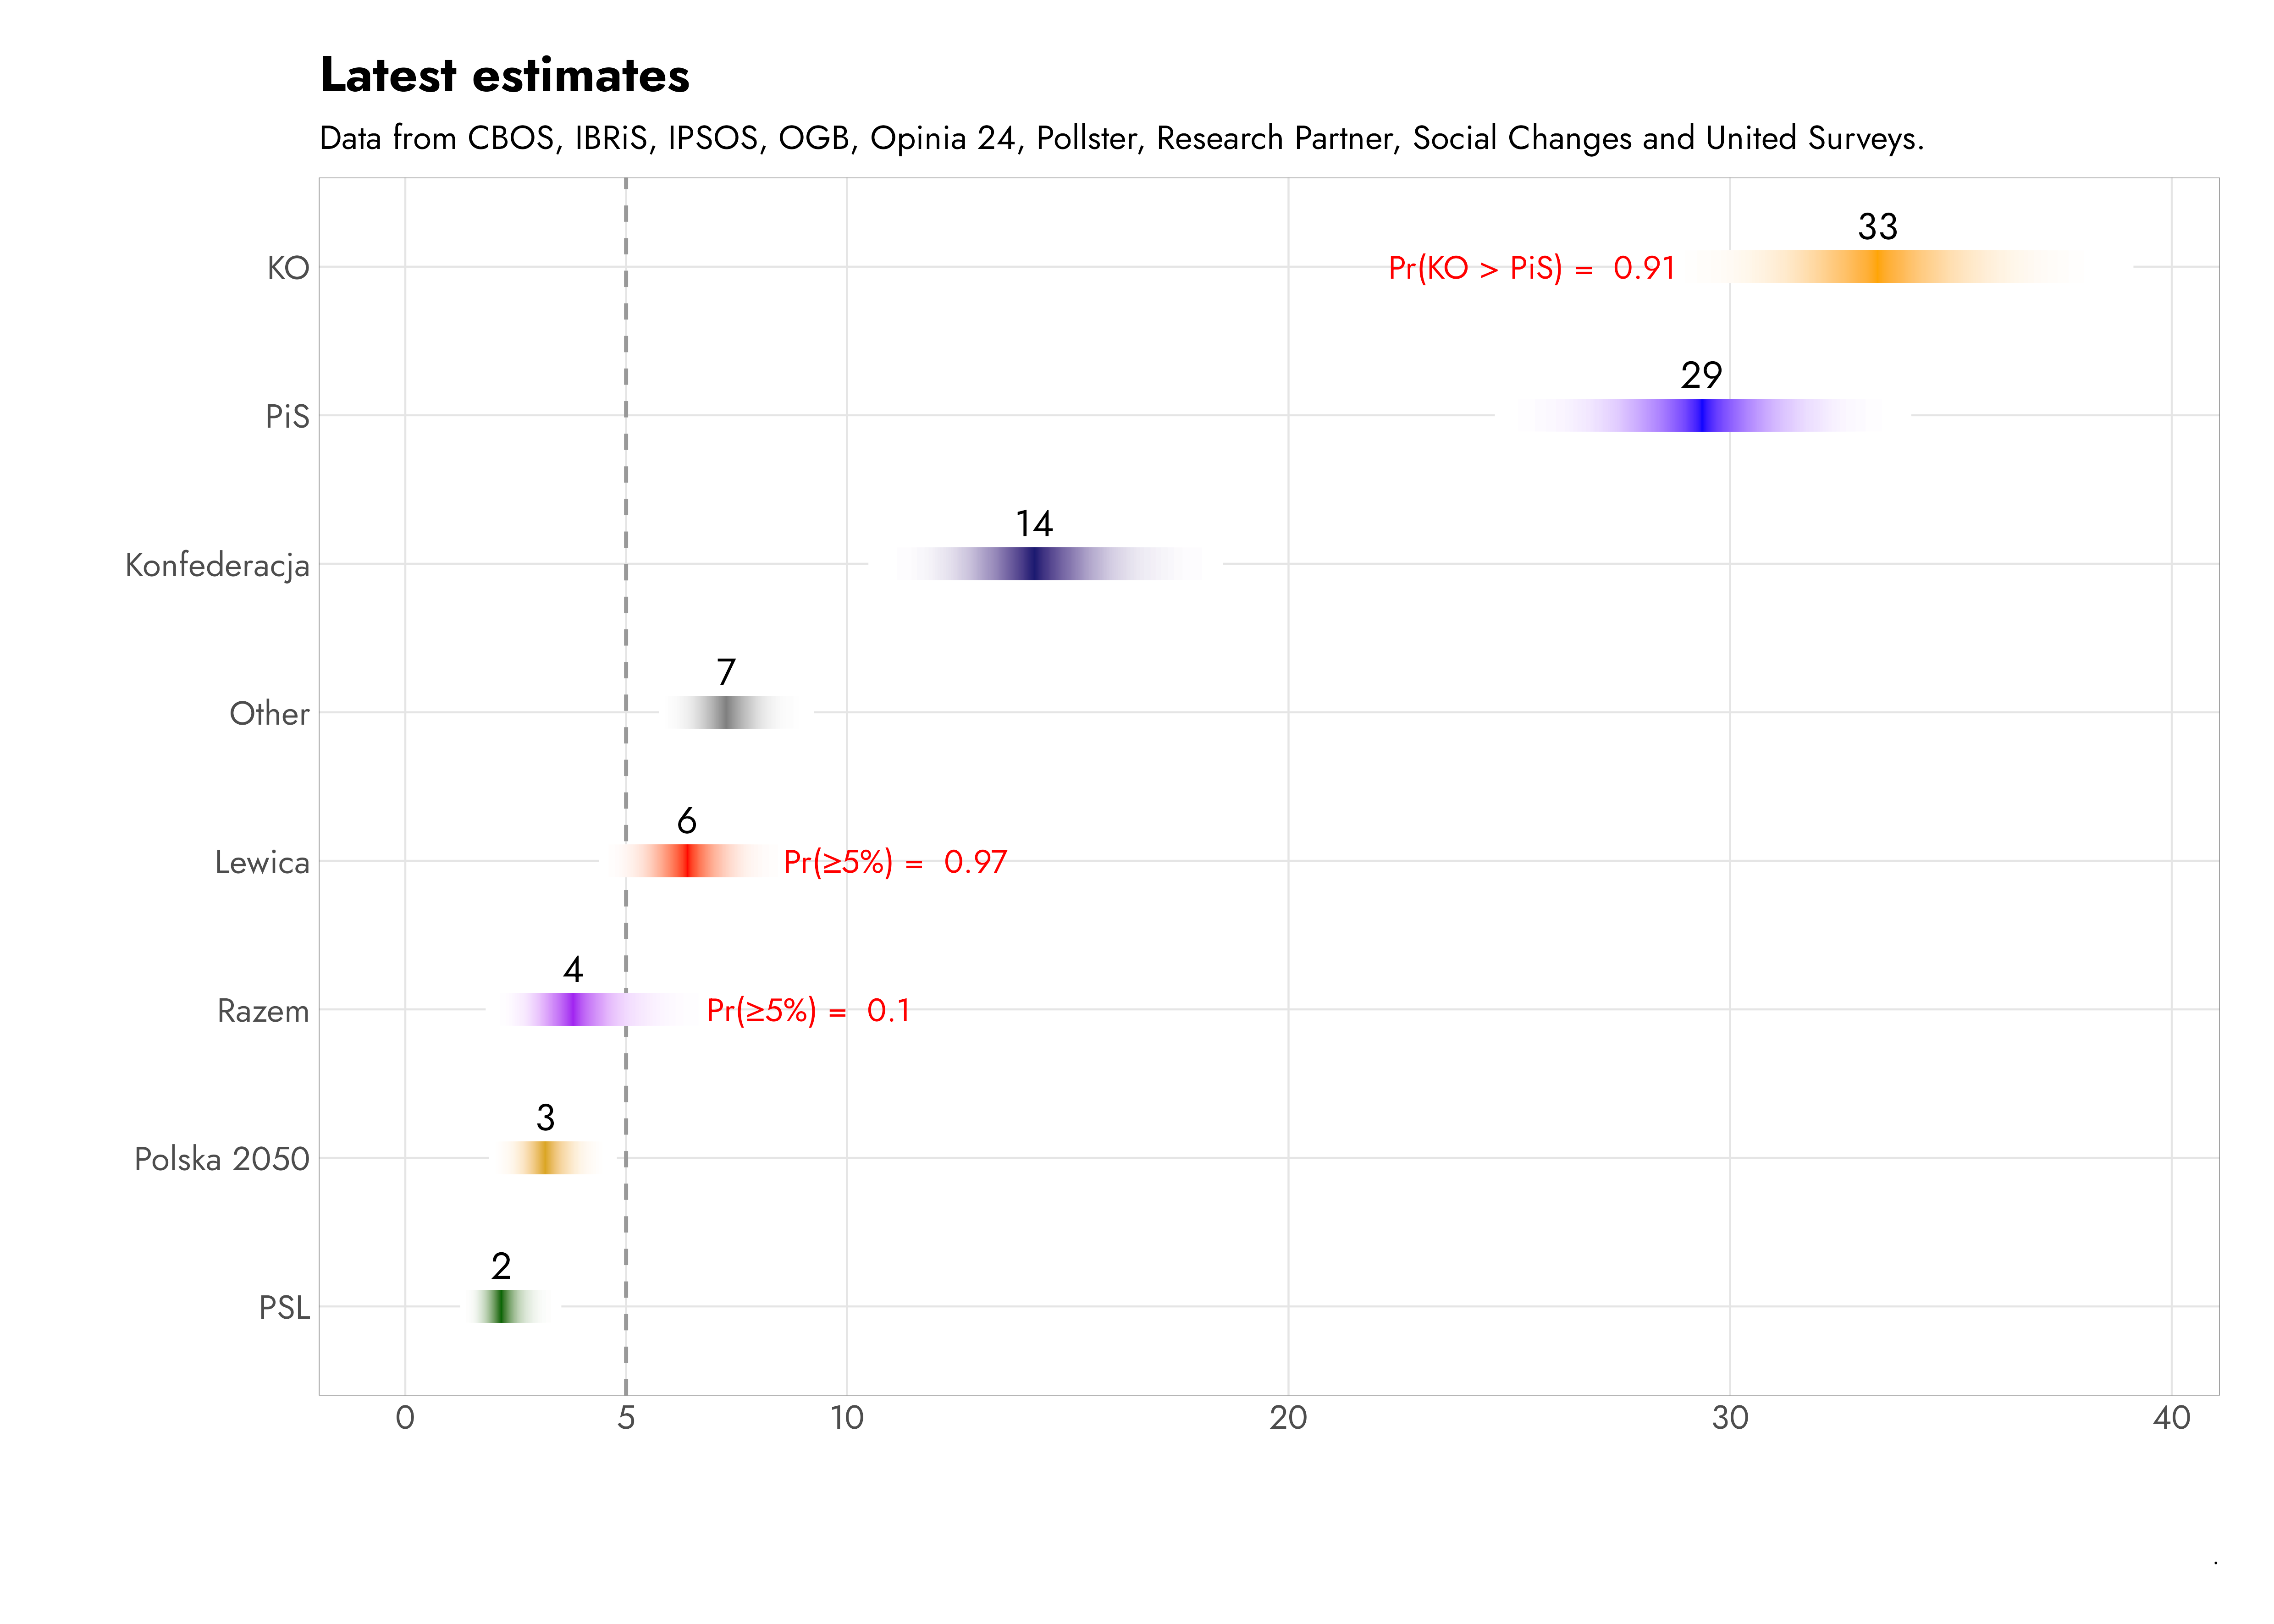 Latest estimates
Data from CBOS, IBRiS, IPSOS, OGB, Opinia 24, Pollster, Research Partner, Social Changes and United Surveys.
33
KO Pr(KO > PiS) = 0.91
29
PiS
14
Konfederacja
7
Other
6
Lewica Pr(≥5%) = 0.97
4
Razem Pr(≥5%) = 0.1
3
Polska 2050
2
PSL
0 5 10 20 30 40
.